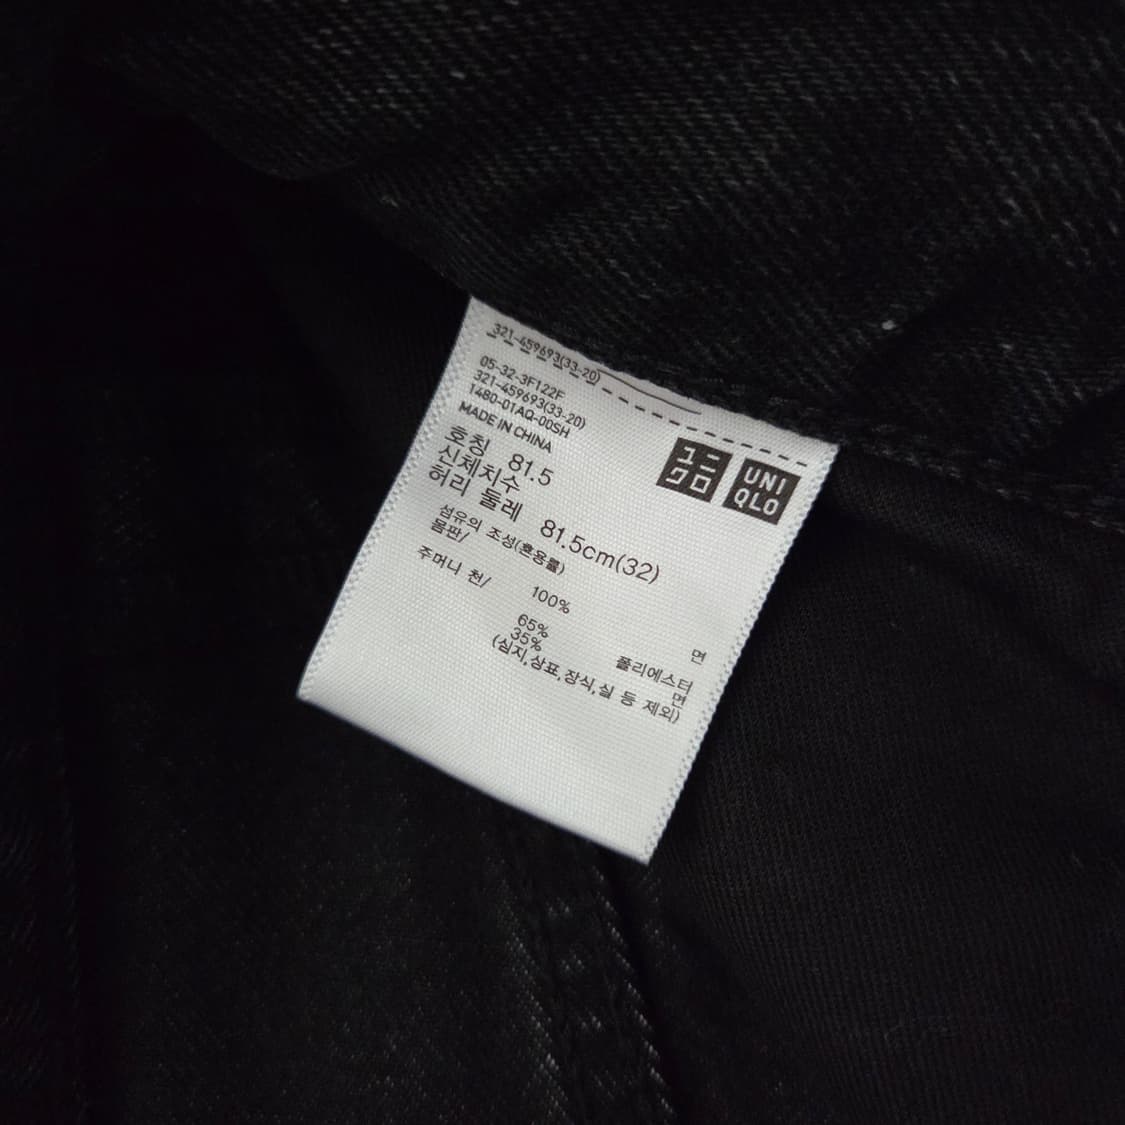 321-459693(33-20)
05-32-3F122F
321-459693(33-20)
1480-01AQ-00SH
MADE IN CHINA
ユニ
クロ
UNI
QLO
호칭 81.5
신체치수
허리 둘레 81.5cm(32)
섬유의 조성(혼용률)
몸판/
100% 면
주머니 천/
65% 폴리에스터
35% 면
(심지,상표,장식,실 등 제외)